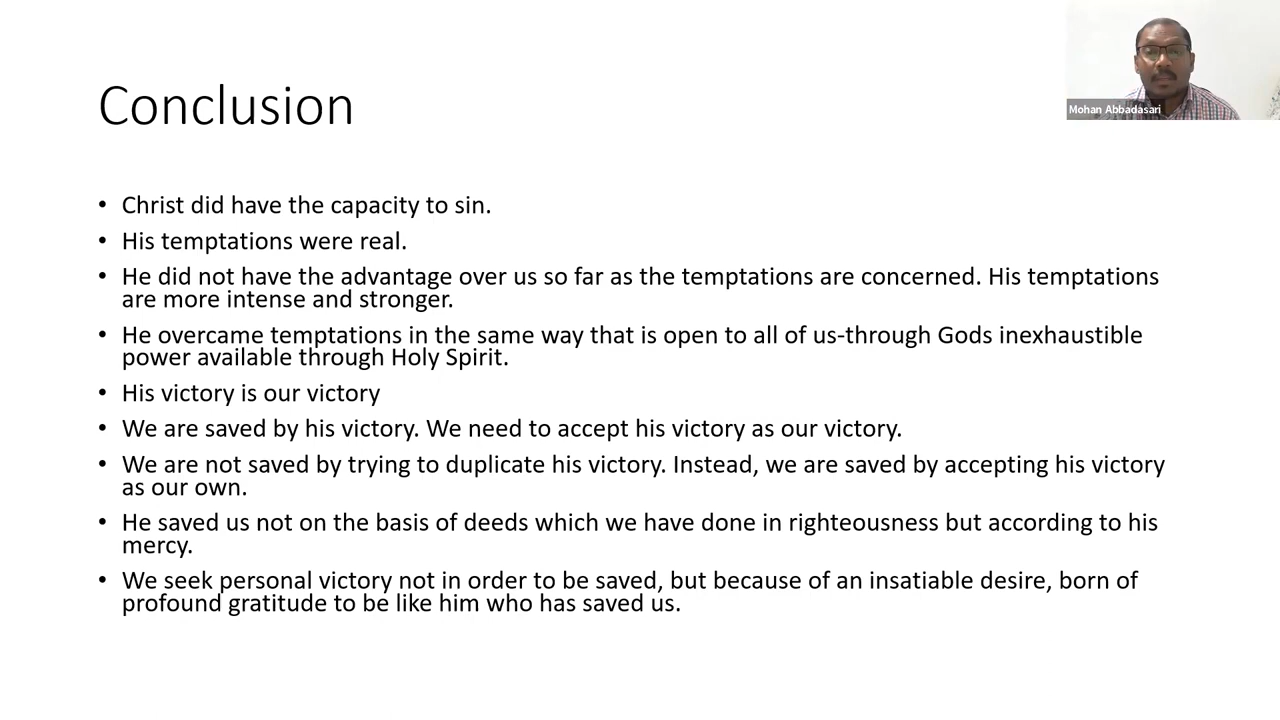 Mohan Abbadasari
Conclusion
• Christ did have the capacity to sin.
• His temptations were real.
• He did not have the advantage over us so far as the temptations are concerned. His temptations
are more intense and stronger.
• He overcame temptations in the same way that is open to all of us-through Gods inexhaustible
power available through Holy Spirit.
• His victory is our victory
• We are saved by his victory. We need to accept his victory as our victory.
• We are not saved by trying to duplicate his victory. Instead, we are saved by accepting his victory
as our own.
• He saved us not on the basis of deeds which we have done in righteousness but according to his
mercy.
• We seek personal victory not in order to be saved, but because of an insatiable desire, born of
profound gratitude to be like him who has saved us.